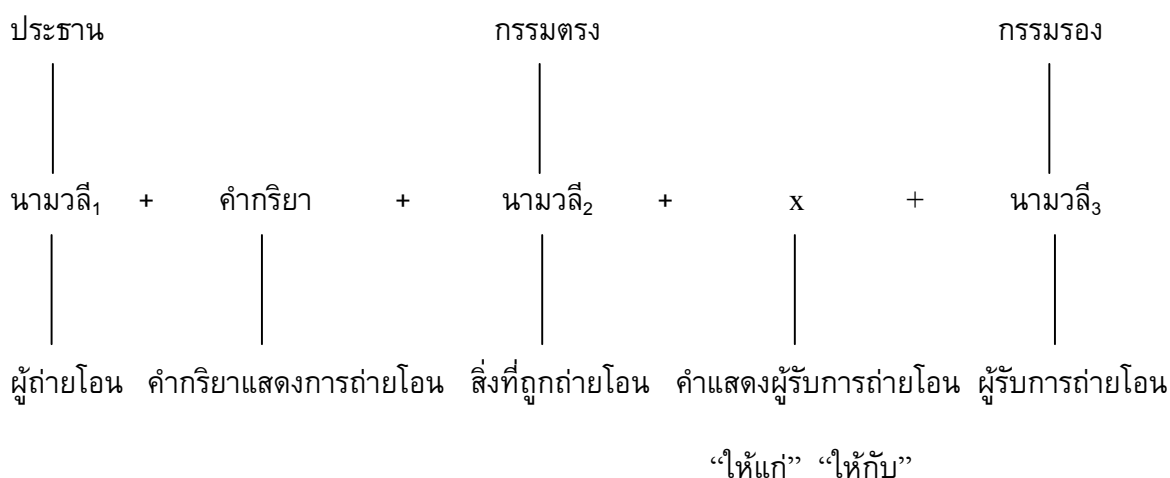 ประธาน กรรมตรง กรรมรอง
นามวลี1 + คำกริยา + นามวลี2 + x + นามวลี3
ผู้ถ่ายโอน คำกริยาแสดงการถ่ายโอน สิ่งที่ถูกถ่ายโอน คำแสดงผู้รับการถ่ายโอน ผู้รับการถ่ายโอน
“ให้แก่” “ให้กับ”